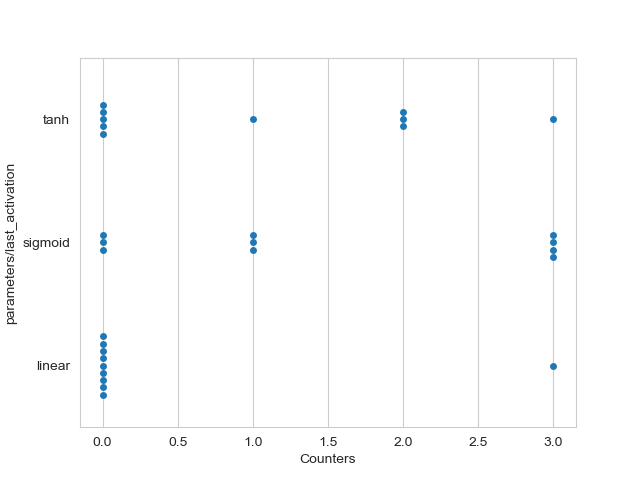 tanh
sigmoid
linear
parameters/last_activation
0.0 0.5 1.0 1.5 2.0 2.5 3.0
Counters